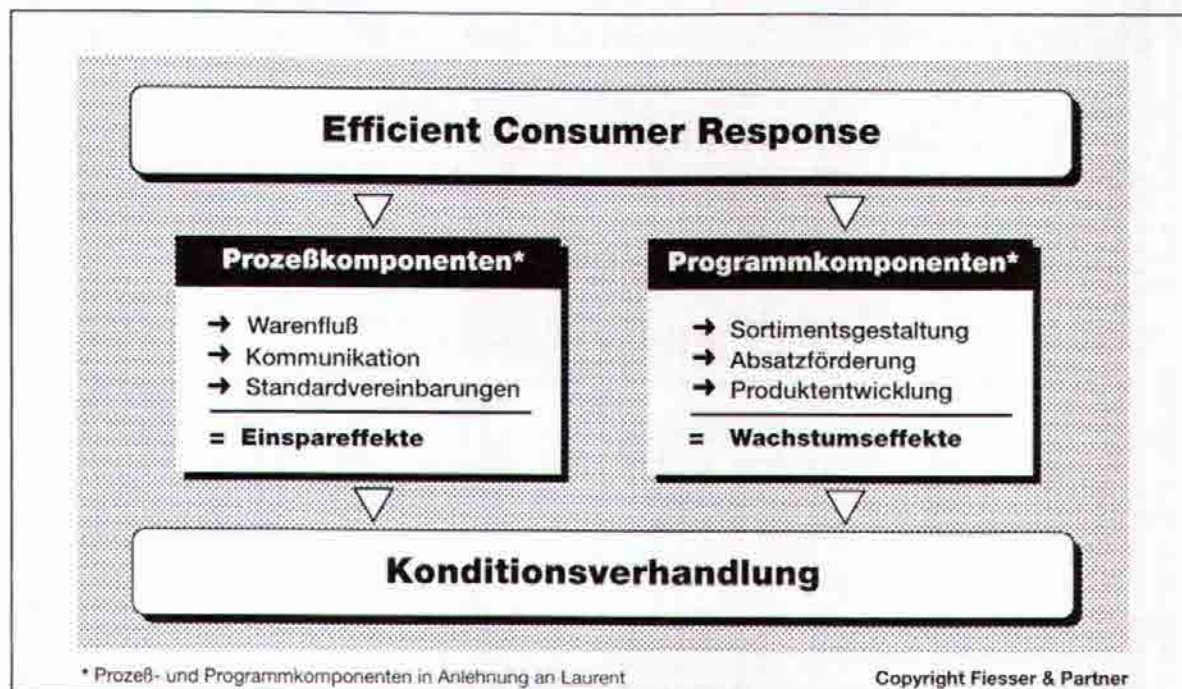 Efficient Consumer Response
Prozeßkomponenten*
➔ Warenfluß
➔ Kommunikation
➔ Standardvereinbarungen
= Einspareffekte
Programmkomponenten*
➔ Sortimentsgestaltung
➔ Absatzförderung
➔ Produktentwicklung
= Wachstumseffekte
Konditionsverhandlung
* Prozeß- und Programmkomponenten in Anlehnung an Laurent
Copyright Fiesser & Partner